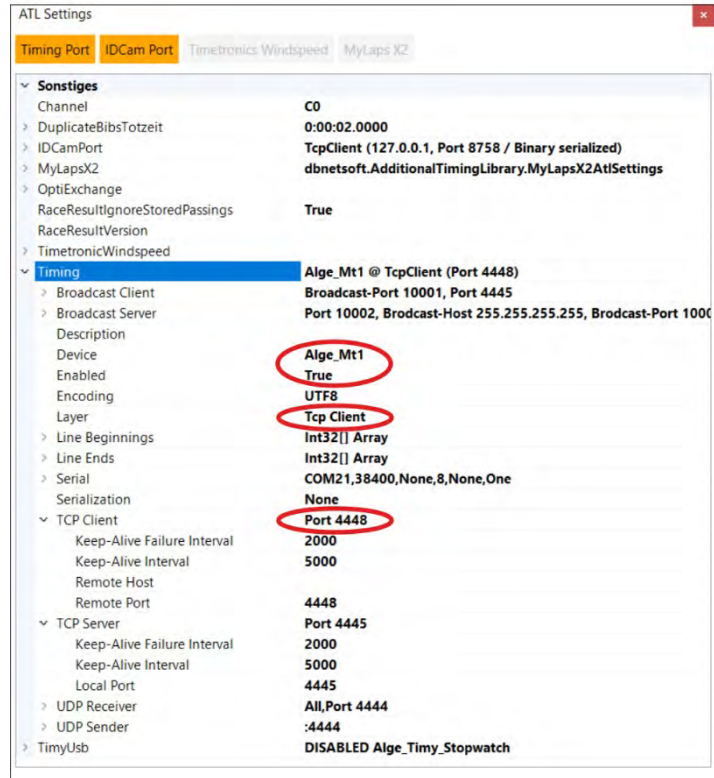 ATL Settings
Timing Port IDCam Port Timetronics Windspeed MyLaps X2
Sonstiges
Channel C0
DuplicateBibsTotzeit 0:00:02.0000
IDCamPort TcpClient (127.0.0.1, Port 8758 / Binary serialized)
MyLapsX2 dbnetsoft.AdditionalTimingLibrary.MyLapsX2AtlSettings
OptiExchange
RaceResultIgnoreStoredPassings True
RaceResultVersion
TimetronicWindspeed
Timing Alge_Mt1 @ TcpClient (Port 4448)
Broadcast Client Broadcast-Port 10001, Port 4445
Broadcast Server Port 10002, Brodcast-Host 255.255.255.255, Brodcast-Port 1000
Description
Device Alge_Mt1
Enabled True
Encoding UTF8
Layer Tcp Client
Line Beginnings Int32[] Array
Line Ends Int32[] Array
Serial COM21,38400,None,8,None,One
Serialization None
TCP Client Port 4448
Keep-Alive Failure Interval 2000
Keep-Alive Interval 5000
Remote Host
Remote Port 4448
TCP Server Port 4445
Keep-Alive Failure Interval 2000
Keep-Alive Interval 5000
Local Port 4445
UDP Receiver All,Port 4444
UDP Sender :4444
TimyUsb DISABLED Alge_Timy_Stopwatch